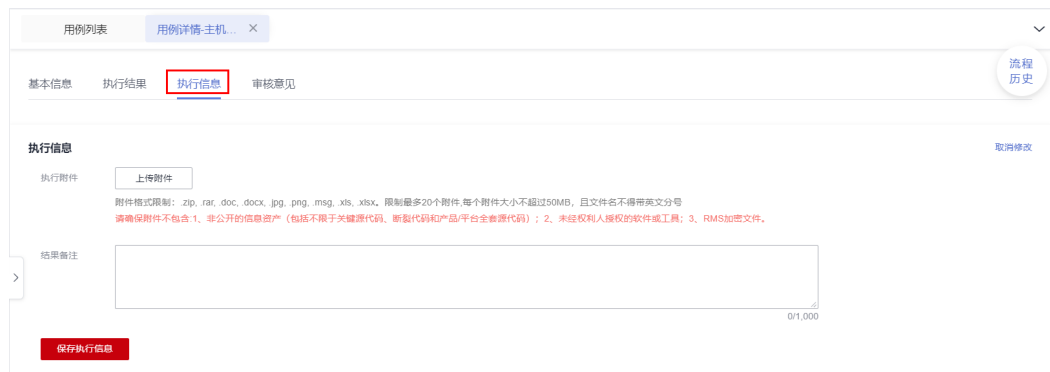 用例列表 用例详情-主机... ×
流程
历史
基本信息 执行结果 执行信息 审核意见
执行信息 取消修改
执行附件 上传附件
附件格式限制： .zip, .rar, .doc, .docx, .jpg, .png, .msg, .xls, .xlsx。限制最多20个附件,每个附件大小不超过50MB，且文件名不得带英文分号
请确保附件不包含:1、非公开的信息资产（包括不限于关键源代码、断裂代码和产品/平台全套源代码）；2、未经权利人授权的软件或工具；3、RMS加密文件。
结果备注
0/1,000
保存执行信息